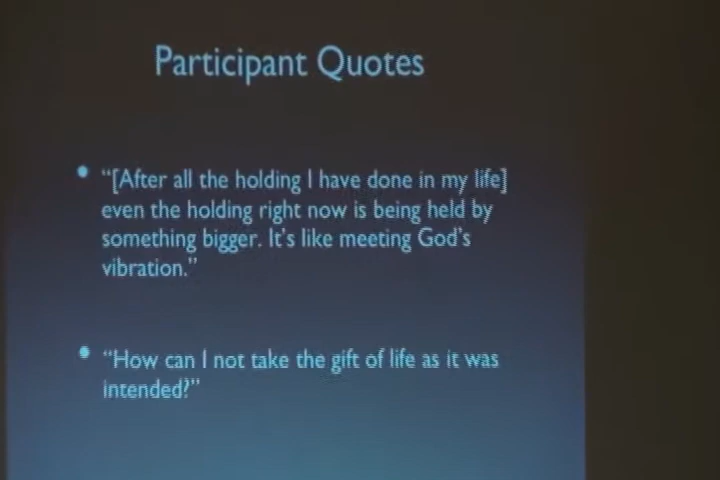 Participant Quotes
• “[After all the holding I have done in my life]
even the holding right now is being held by
something bigger. It’s like meeting God’s
vibration.”
• “How can I not take the gift of life as it was
intended?”